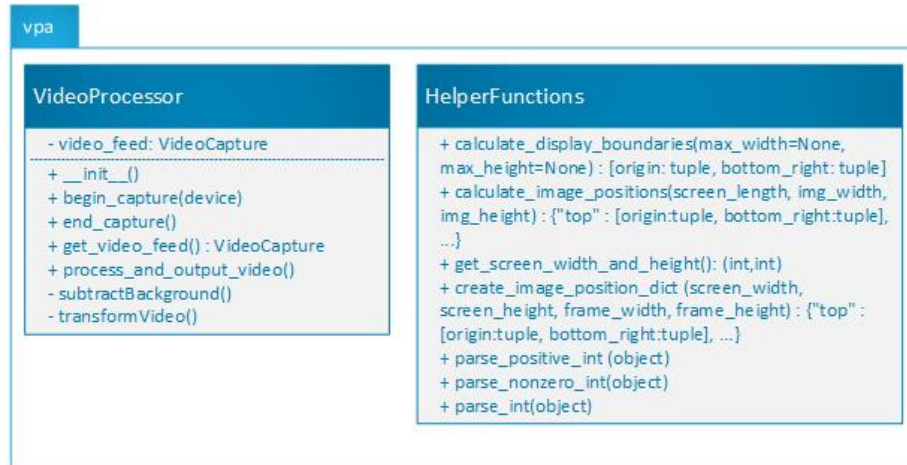 vpa
VideoProcessor
- video_feed: VideoCapture
+ __init__()
+ begin_capture(device)
+ end_capture()
+ get_video_feed() : VideoCapture
+ process_and_output_video()
- subtractBackground()
- transformVideo()
HelperFunctions
+ calculate_display_boundaries(max_width=None,
max_height=None) : [origin: tuple, bottom_right: tuple]
+ calculate_image_positions(screen_length, img_width,
img_height) : {"top" : [origin:tuple, bottom_right:tuple],
...}
+ get_screen_width_and_height(): (int,int)
+ create_image_position_dict (screen_width,
screen_height, frame_width, frame_height) : {"top" :
[origin:tuple, bottom_right:tuple], ...}
+ parse_positive_int (object)
+ parse_nonzero_int(object)
+ parse_int(object)